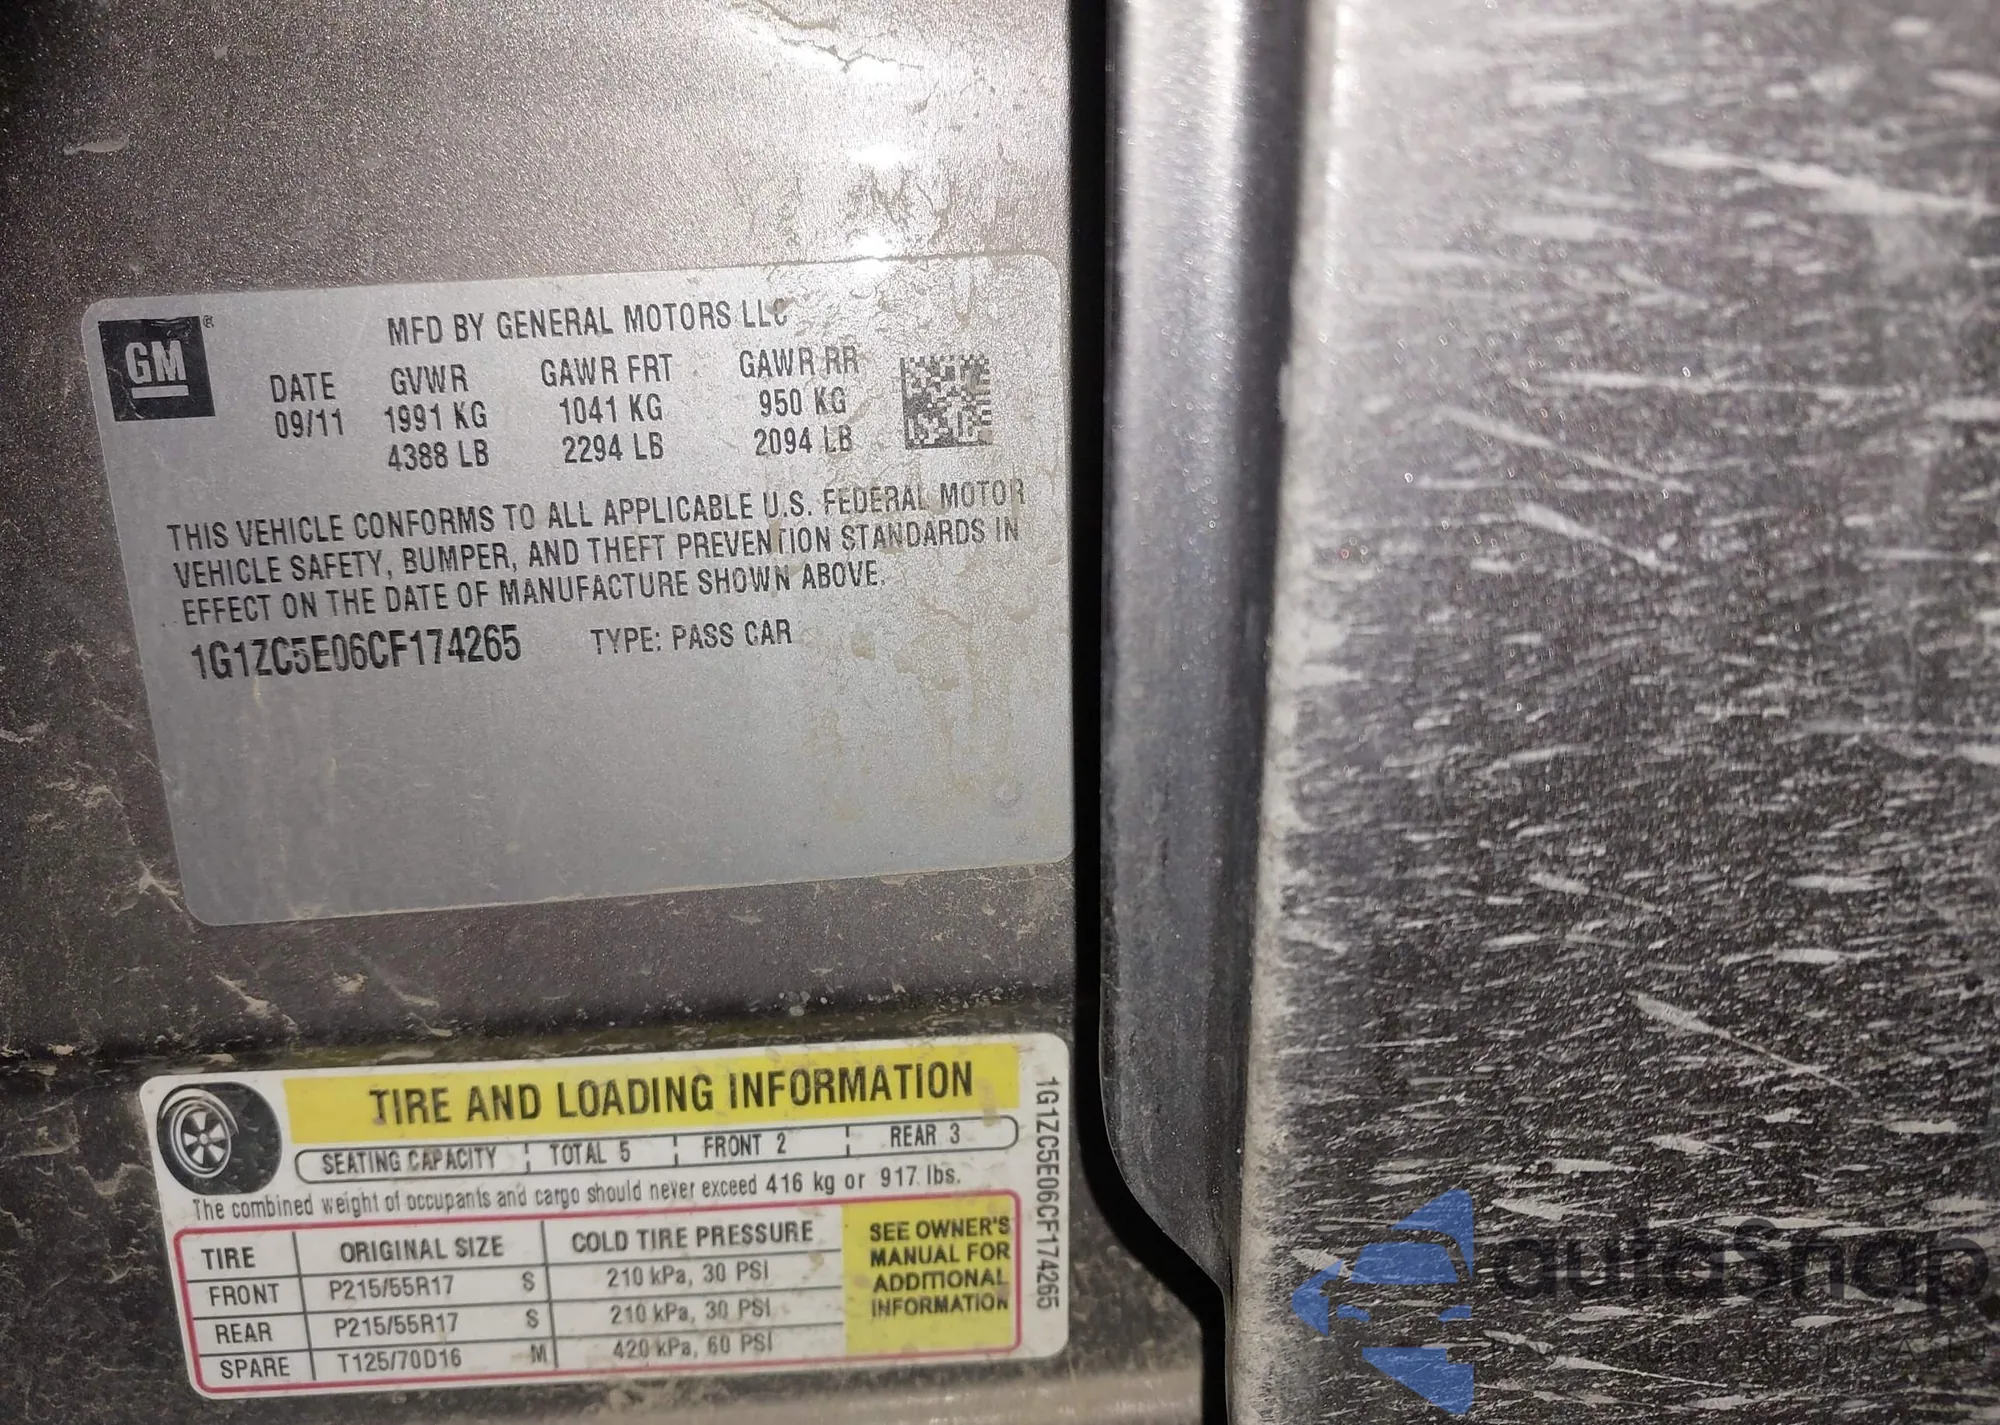 GM ®
MFD BY GENERAL MOTORS LLC
DATE GVWR GAWR FRT GAWR RR
09/11 1991 KG 1041 KG 950 KG
4388 LB 2294 LB 2094 LB
THIS VEHICLE CONFORMS TO ALL APPLICABLE U.S. FEDERAL MOTOR
VEHICLE SAFETY, BUMPER, AND THEFT PREVENTION STANDARDS IN
EFFECT ON THE DATE OF MANUFACTURE SHOWN ABOVE.
1G1ZC5E06CF174265 TYPE: PASS CAR
TIRE AND LOADING INFORMATION
SEATING CAPACITY TOTAL 5 FRONT 2 REAR 3
The combined weight of occupants and cargo should never exceed 416 kg or 917 lbs.
TIRE ORIGINAL SIZE COLD TIRE PRESSURE
FRONT P215/55R17 S 210 kPa, 30 PSI
REAR P215/55R17 S 210 kPa, 30 PSI
SPARE T125/70D16 M 420 kPa, 60 PSI
SEE OWNER'S
MANUAL FOR
ADDITIONAL
INFORMATION
1G1ZC5E06CF174265
autoSnap